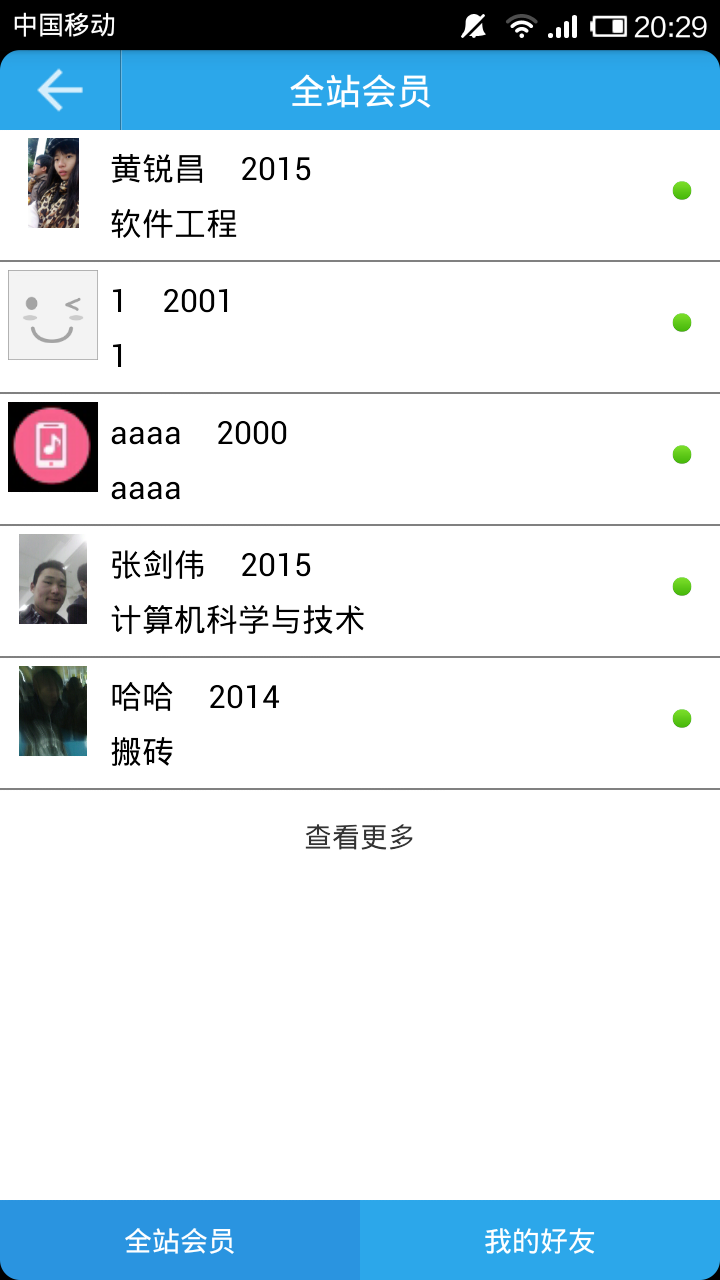 中国移动 20:29
全站会员
黄锐昌 2015
软件工程
1 2001
1
aaaa 2000
aaaa
张剑伟 2015
计算机科学与技术
哈哈 2014
搬砖
查看更多
全站会员 我的好友